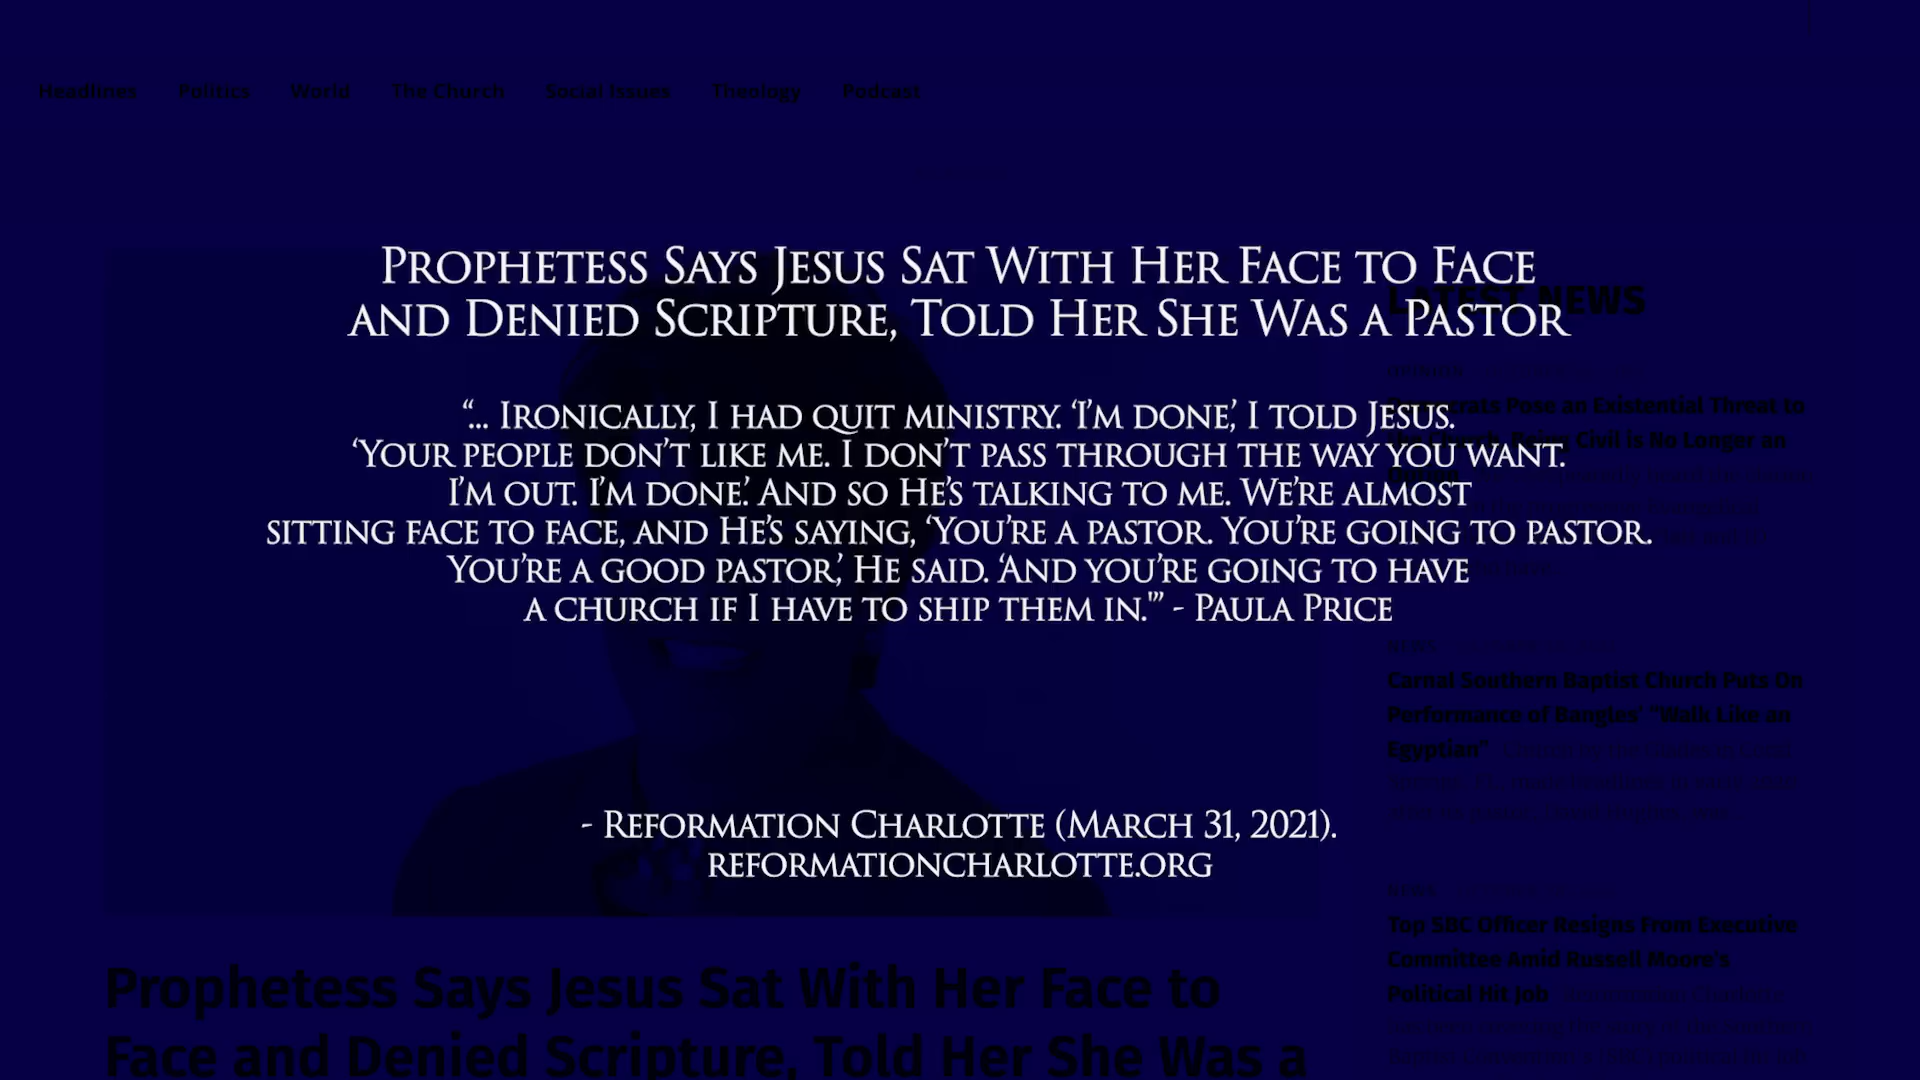 Headlines Politics World The Church Social Issues Theology Podcast
Prophetess Says Jesus Sat With Her Face to Face
and Denied Scripture, Told Her She Was a Pastor
“... Ironically, I had quit ministry. ‘I’m done,’ I told Jesus.
‘Your people don’t like me. I don’t pass through the way you want.
I’m out. I’m done.’ And so He’s talking to me. We’re almost
sitting face to face, and He’s saying, ‘You’re a pastor. You’re going to pastor.
You’re a good pastor,’ He said. ‘And you’re going to have
a church if I have to ship them in.'” - Paula Price
- Reformation Charlotte (March 31, 2021).
reformationcharlotte.org
Prophetess Says Jesus Sat With Her Face to
Face and Denied Scripture, Told Her She Was a
LATEST NEWS
Democrats Pose an Existential Threat to
the Church, Being Civil is No Longer an
NEWS
Carnal Southern Baptist Church Puts On
Performance of Bangles' "Walk Like an
Egyptian"
NEWS
Top SBC Officer Resigns From Executive
Committee Amid Russell Moore's
Political Hit Job